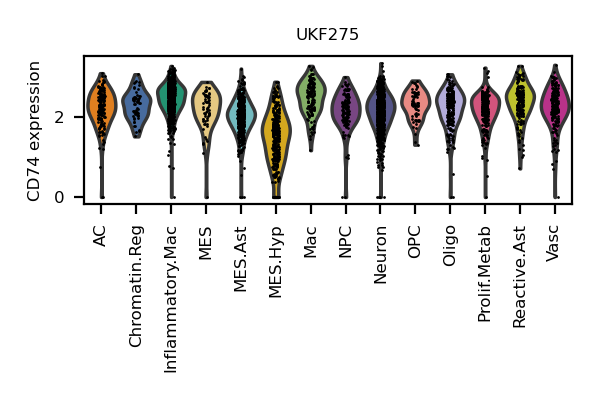 UKF275
CD74 expression
2
0
AC
Chromatin.Reg
Inflammatory.Mac
MES
MES.Ast
MES.Hyp
Mac
NPC
Neuron
OPC
Oligo
Prolif.Metab
Reactive.Ast
Vasc